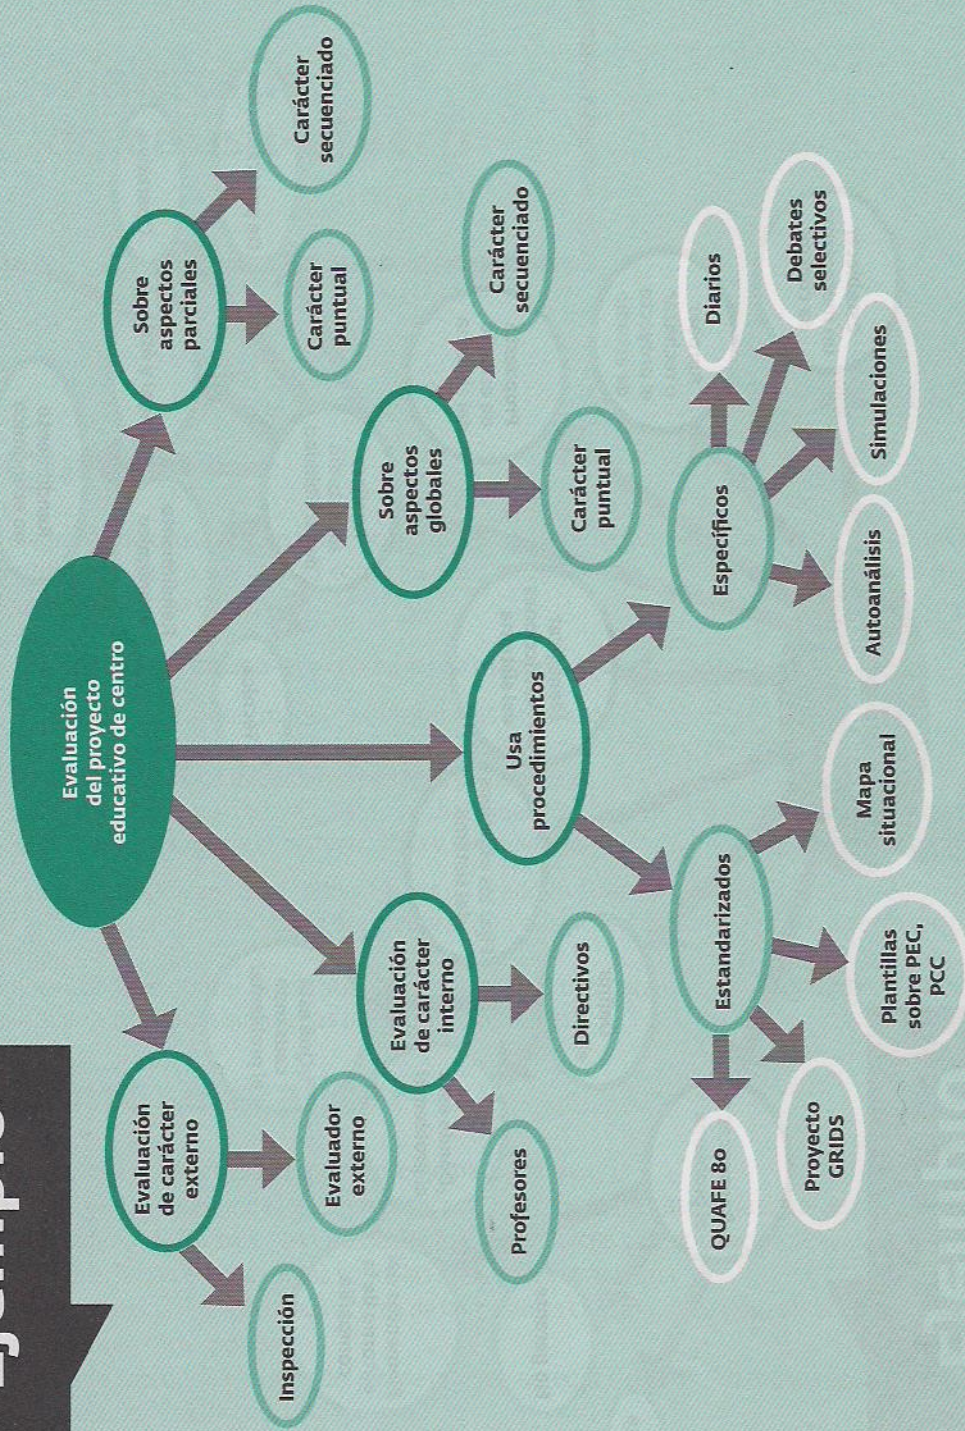 Ejemplo
Evaluación
del proyecto
educativo de centro
Evaluación
de carácter
externo
Inspección
Evaluador
externo
Evaluación
de carácter
interno
Profesores
Directivos
Usa
procedimientos
Estandarizados
QUAFE 80
Proyecto
GRIDS
Plantillas
sobre PEC,
PCC
Mapa
situacional
Específicos
Autoanálisis
Simulaciones
Debates
selectivos
Diarios
Sobre
aspectos
globales
Carácter
puntual
Carácter
secuenciado
Sobre
aspectos
parciales
Carácter
puntual
Carácter
secuenciado